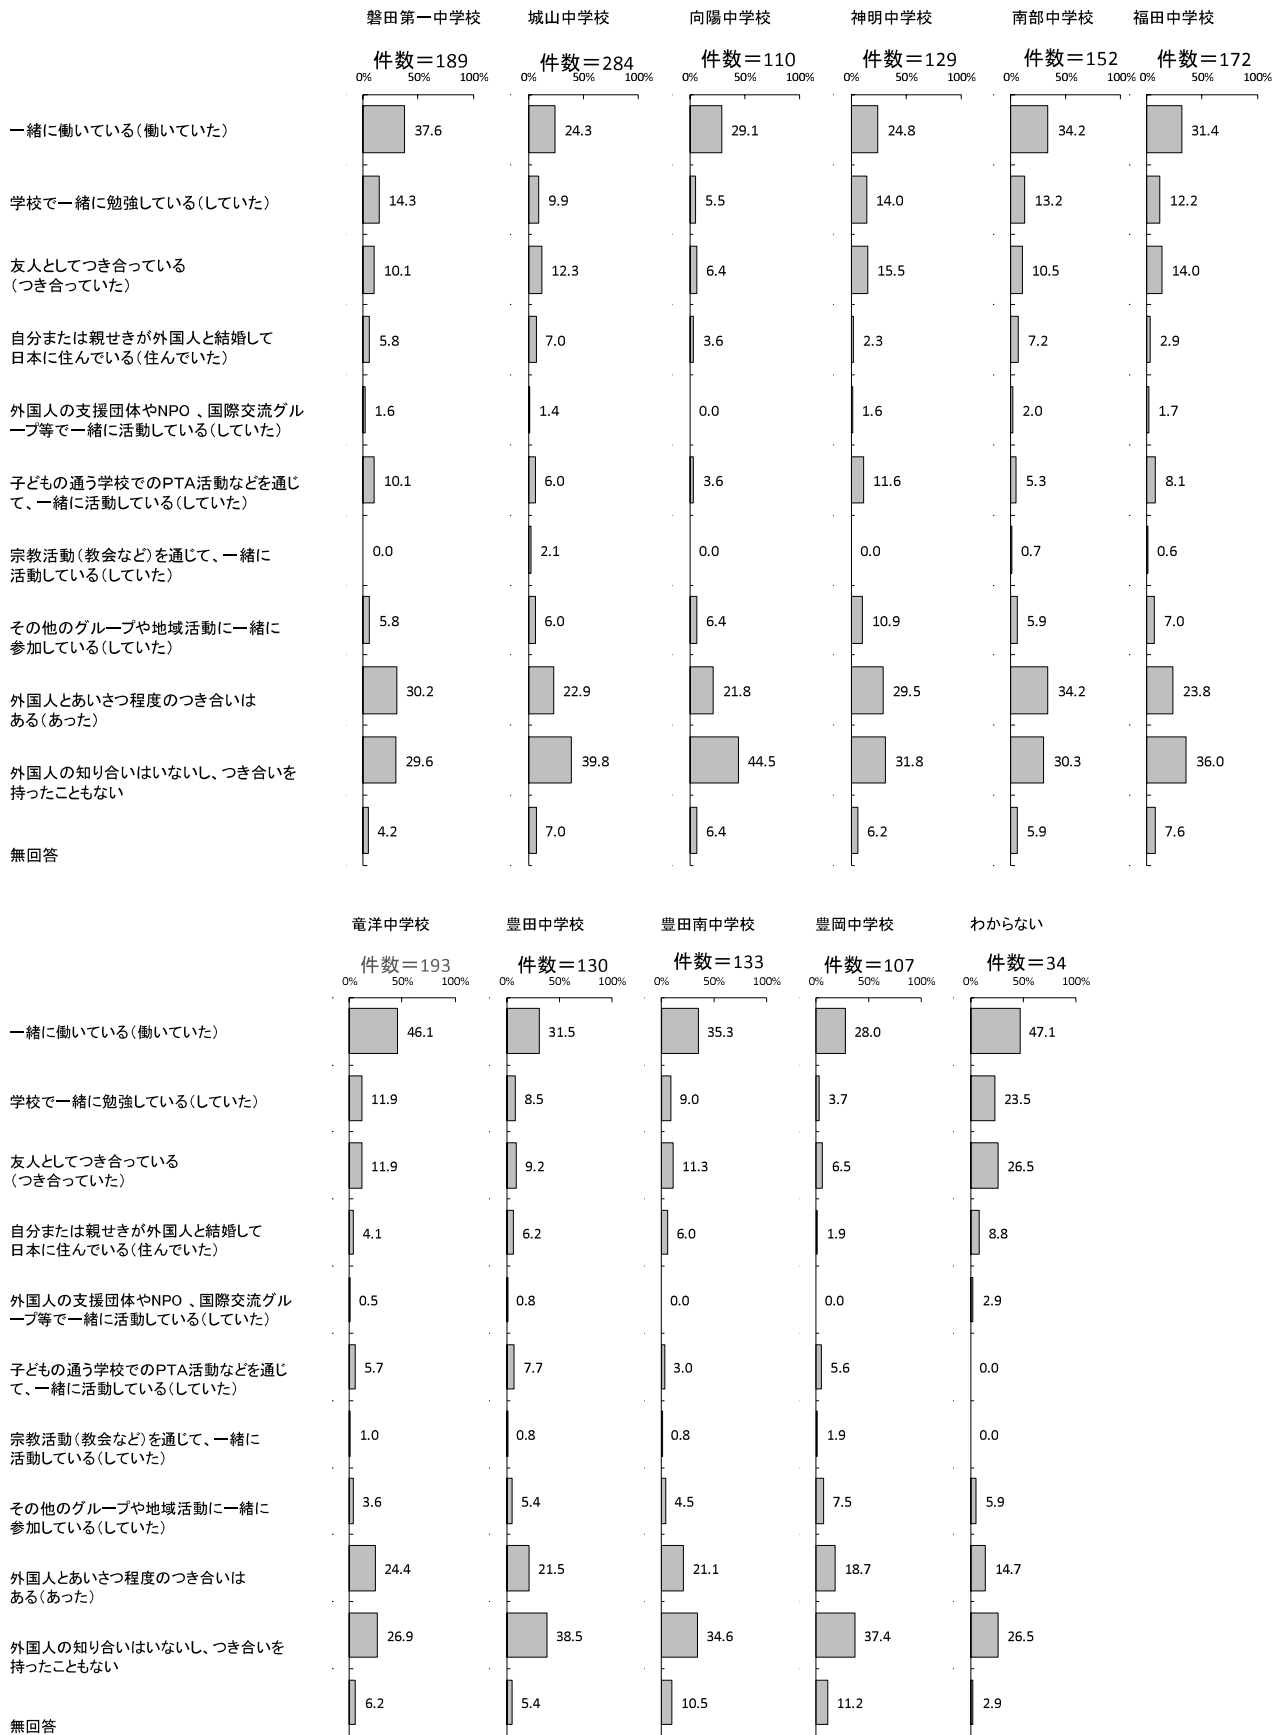 磐田第一中学校 城山中学校 向陽中学校 神明中学校 南部中学校 福田中学校
件数＝189 件数＝284 件数＝110 件数＝129 件数＝152 件数＝172
0% 50% 100% 0% 50% 100% 0% 50% 100% 0% 50% 100% 0% 50% 100% 0% 50% 100%
一緒に働いている（働いていた） 37.6 24.3 29.1 24.8 34.2 31.4
学校で一緒に勉強している（していた） 14.3 9.9 5.5 14.0 13.2 12.2
友人としてつき合っている
（つき合っていた） 10.1 12.3 6.4 15.5 10.5 14.0
自分または親せきが外国人と結婚して
日本に住んでいる（住んでいた） 5.8 7.0 3.6 2.3 7.2 2.9
外国人の支援団体やNPO 、国際交流グル
ープ等で一緒に活動している（していた） 1.6 1.4 0.0 1.6 2.0 1.7
子どもの通う学校でのPTA活動などを通じ
て、一緒に活動している（していた） 10.1 6.0 3.6 11.6 5.3 8.1
宗教活動（教会など）を通じて、一緒に
活動している（していた） 0.0 2.1 0.0 0.0 0.7 0.6
その他のグループや地域活動に一緒に
参加している（していた） 5.8 6.0 6.4 10.9 5.9 7.0
外国人とあいさつ程度のつき合いは
ある（あった） 30.2 22.9 21.8 29.5 34.2 23.8
外国人の知り合いはいないし、つき合いを
持ったこともない 29.6 39.8 44.5 31.8 30.3 36.0
無回答 4.2 7.0 6.4 6.2 5.9 7.6
竜洋中学校 豊田中学校 豊田南中学校 豊岡中学校 わからない
件数＝193 件数＝130 件数＝133 件数＝107 件数＝34
0% 50% 100% 0% 50% 100% 0% 50% 100% 0% 50% 100% 0% 50% 100%
一緒に働いている（働いていた） 46.1 31.5 35.3 28.0 47.1
学校で一緒に勉強している（していた） 11.9 8.5 9.0 3.7 23.5
友人としてつき合っている
（つき合っていた） 11.9 9.2 11.3 6.5 26.5
自分または親せきが外国人と結婚して
日本に住んでいる（住んでいた） 4.1 6.2 6.0 1.9 8.8
外国人の支援団体やNPO 、国際交流グル
ープ等で一緒に活動している（していた） 0.5 0.8 0.0 0.0 2.9
子どもの通う学校でのPTA活動などを通じ
て、一緒に活動している（していた） 5.7 7.7 3.0 5.6 0.0
宗教活動（教会など）を通じて、一緒に
活動している（していた） 1.0 0.8 0.8 1.9 0.0
その他のグループや地域活動に一緒に
参加している（していた） 3.6 5.4 4.5 7.5 5.9
外国人とあいさつ程度のつき合いは
ある（あった） 24.4 21.5 21.1 18.7 14.7
外国人の知り合いはいないし、つき合いを
持ったこともない 26.9 38.5 34.6 37.4 26.5
無回答 6.2 5.4 10.5 11.2 2.9